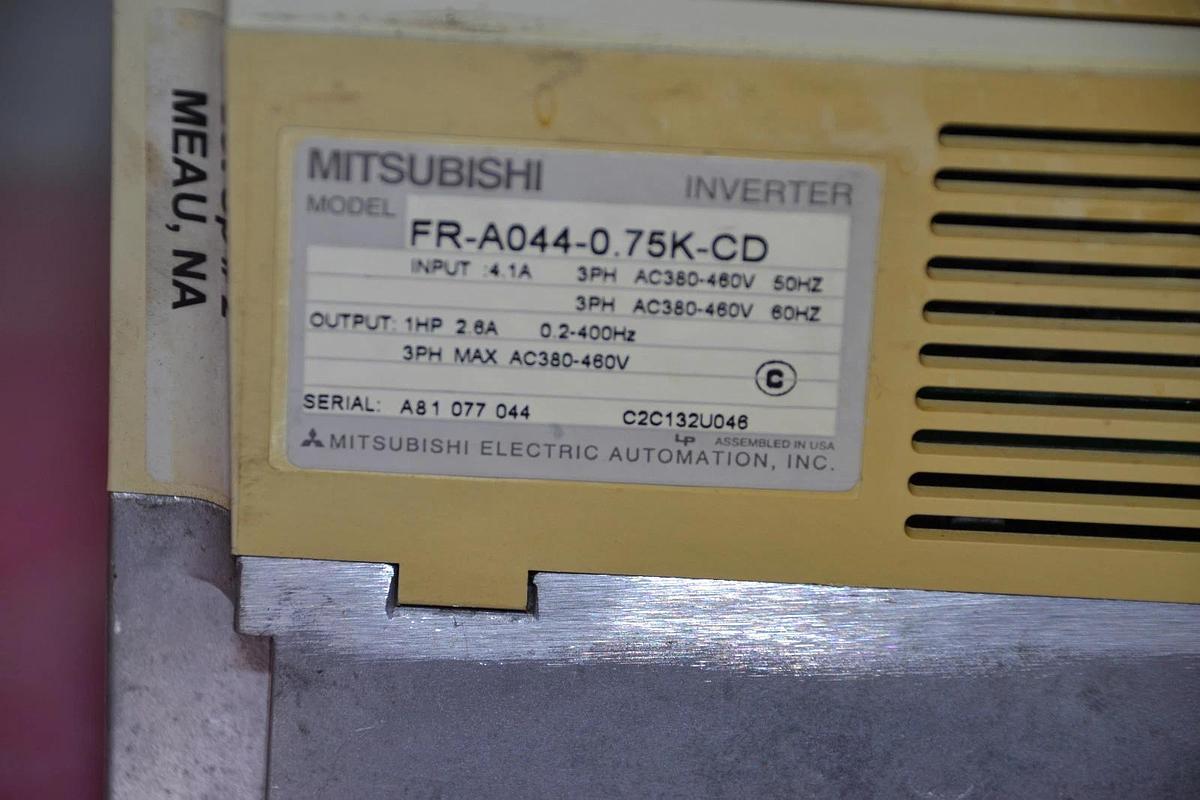 MEAU, NA
MITSUBISHI INVERTER
MODEL FR-A044-0.75K-CD
INPUT :4.1A 3PH AC380-460V 50HZ
3PH AC380-460V 60HZ
OUTPUT: 1HP 2.6A 0.2-400Hz
3PH MAX AC380-460V
C
SERIAL: A81 077 044 C2C132U046
LP ASSEMBLED IN USA
MITSUBISHI ELECTRIC AUTOMATION, INC.